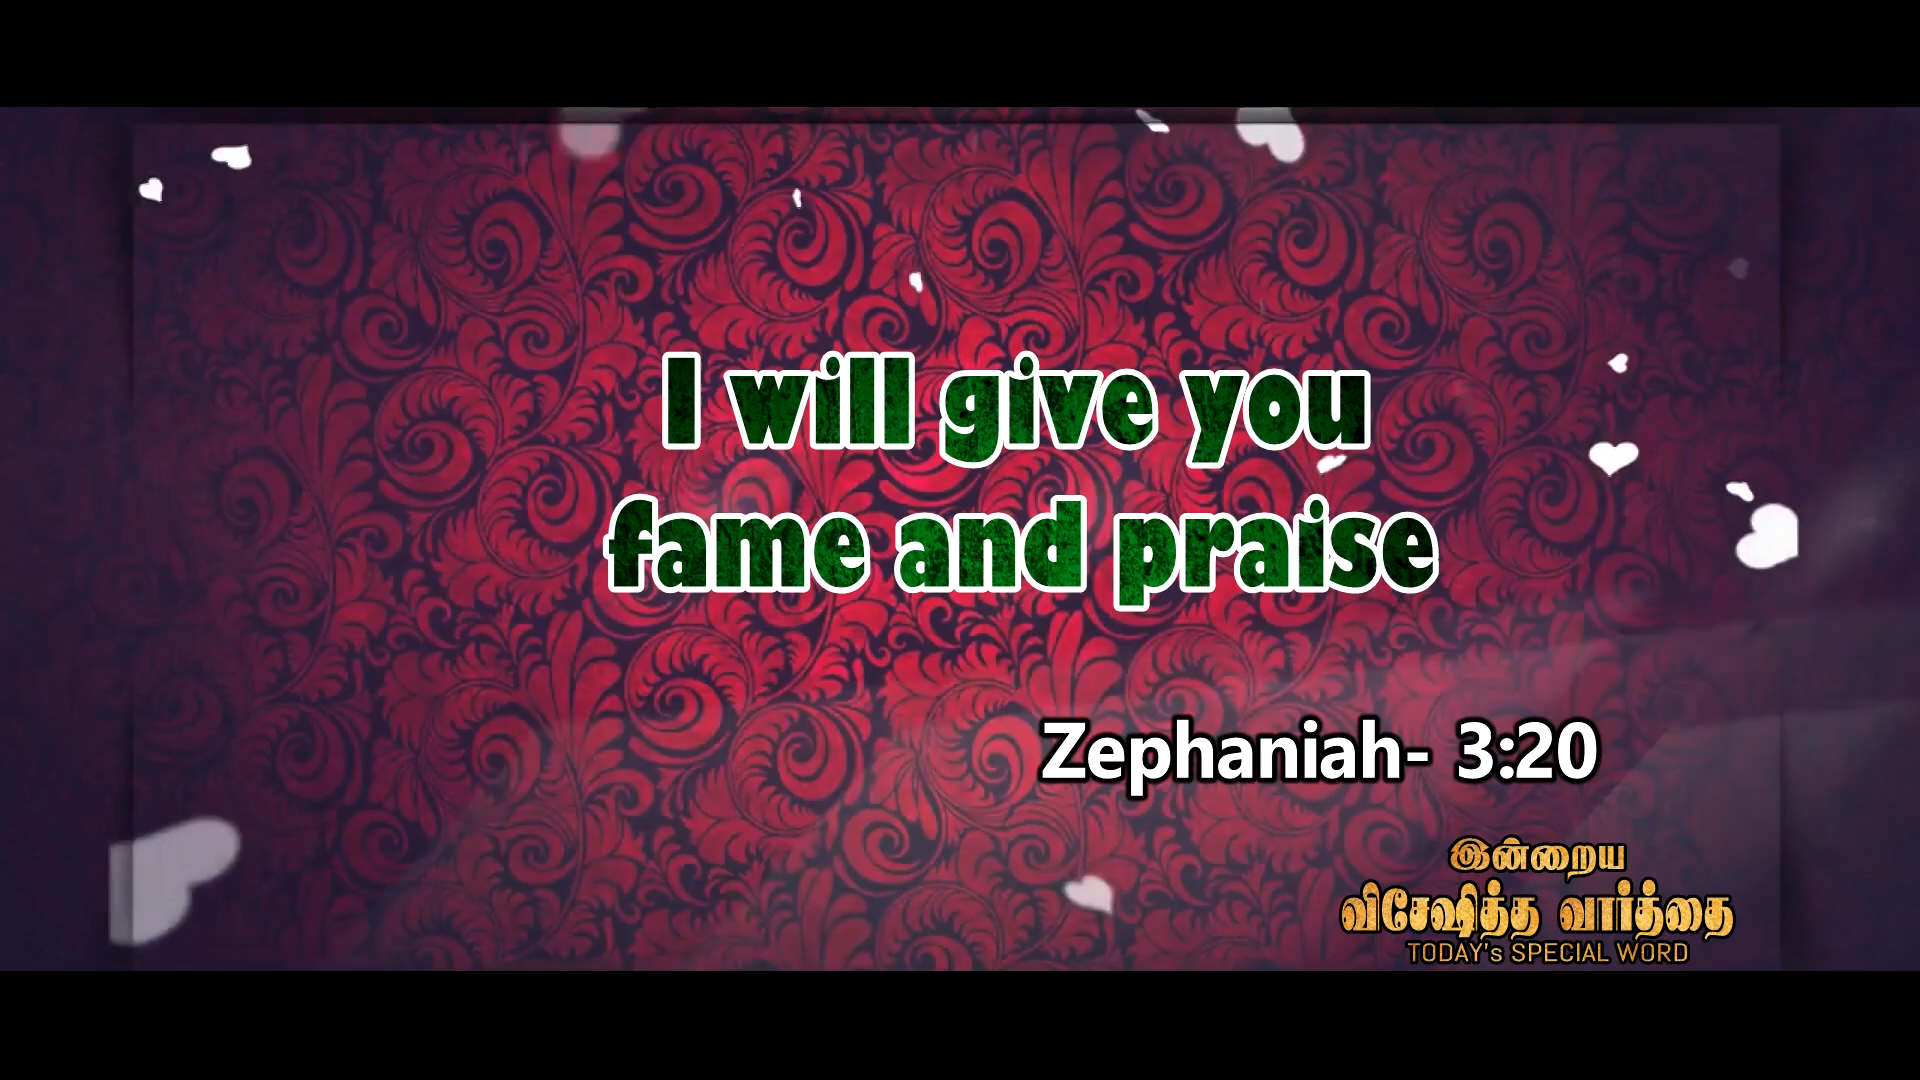 I will give you
fame and praise
Zephaniah- 3:20
இன்றைய
விசேஷித்த வார்த்தை
TODAY's SPECIAL WORD